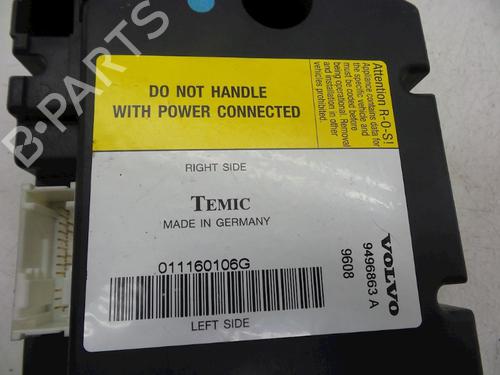 DO NOT HANDLE
WITH POWER CONNECTED
Attention R-O-S!
Appliance contains data for
the specific vehicle and
must be coded before
being operational. Removal
and installation in other
vehicles prohibited.
RIGHT SIDE
TEMIC
MADE IN GERMANY
011160106G
LEFT SIDE
VOLVO
9496863 A
9608
B-Parts